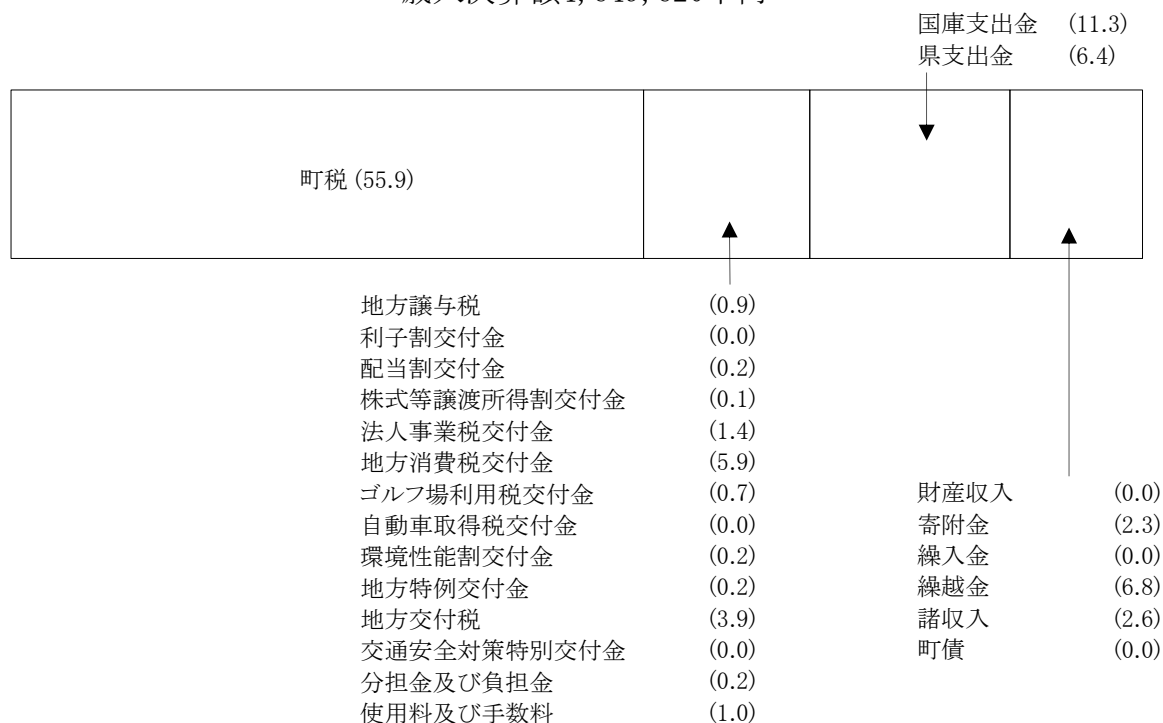 国庫支出金 (11.3)
県支出金 (6.4)
町税 (55.9)
地方譲与税 (0.9)
利子割交付金 (0.0)
配当割交付金 (0.2)
株式等譲渡所得割交付金 (0.1)
法人事業税交付金 (1.4)
地方消費税交付金 (5.9)
ゴルフ場利用税交付金 (0.7)
自動車取得税交付金 (0.0)
環境性能割交付金 (0.2)
地方特例交付金 (0.2)
地方交付税 (3.9)
交通安全対策特別交付金 (0.0)
分担金及び負担金 (0.2)
使用料及び手数料 (1.0)
財産収入 (0.0)
寄附金 (2.3)
繰入金 (0.0)
繰越金 (6.8)
諸収入 (2.6)
町債 (0.0)